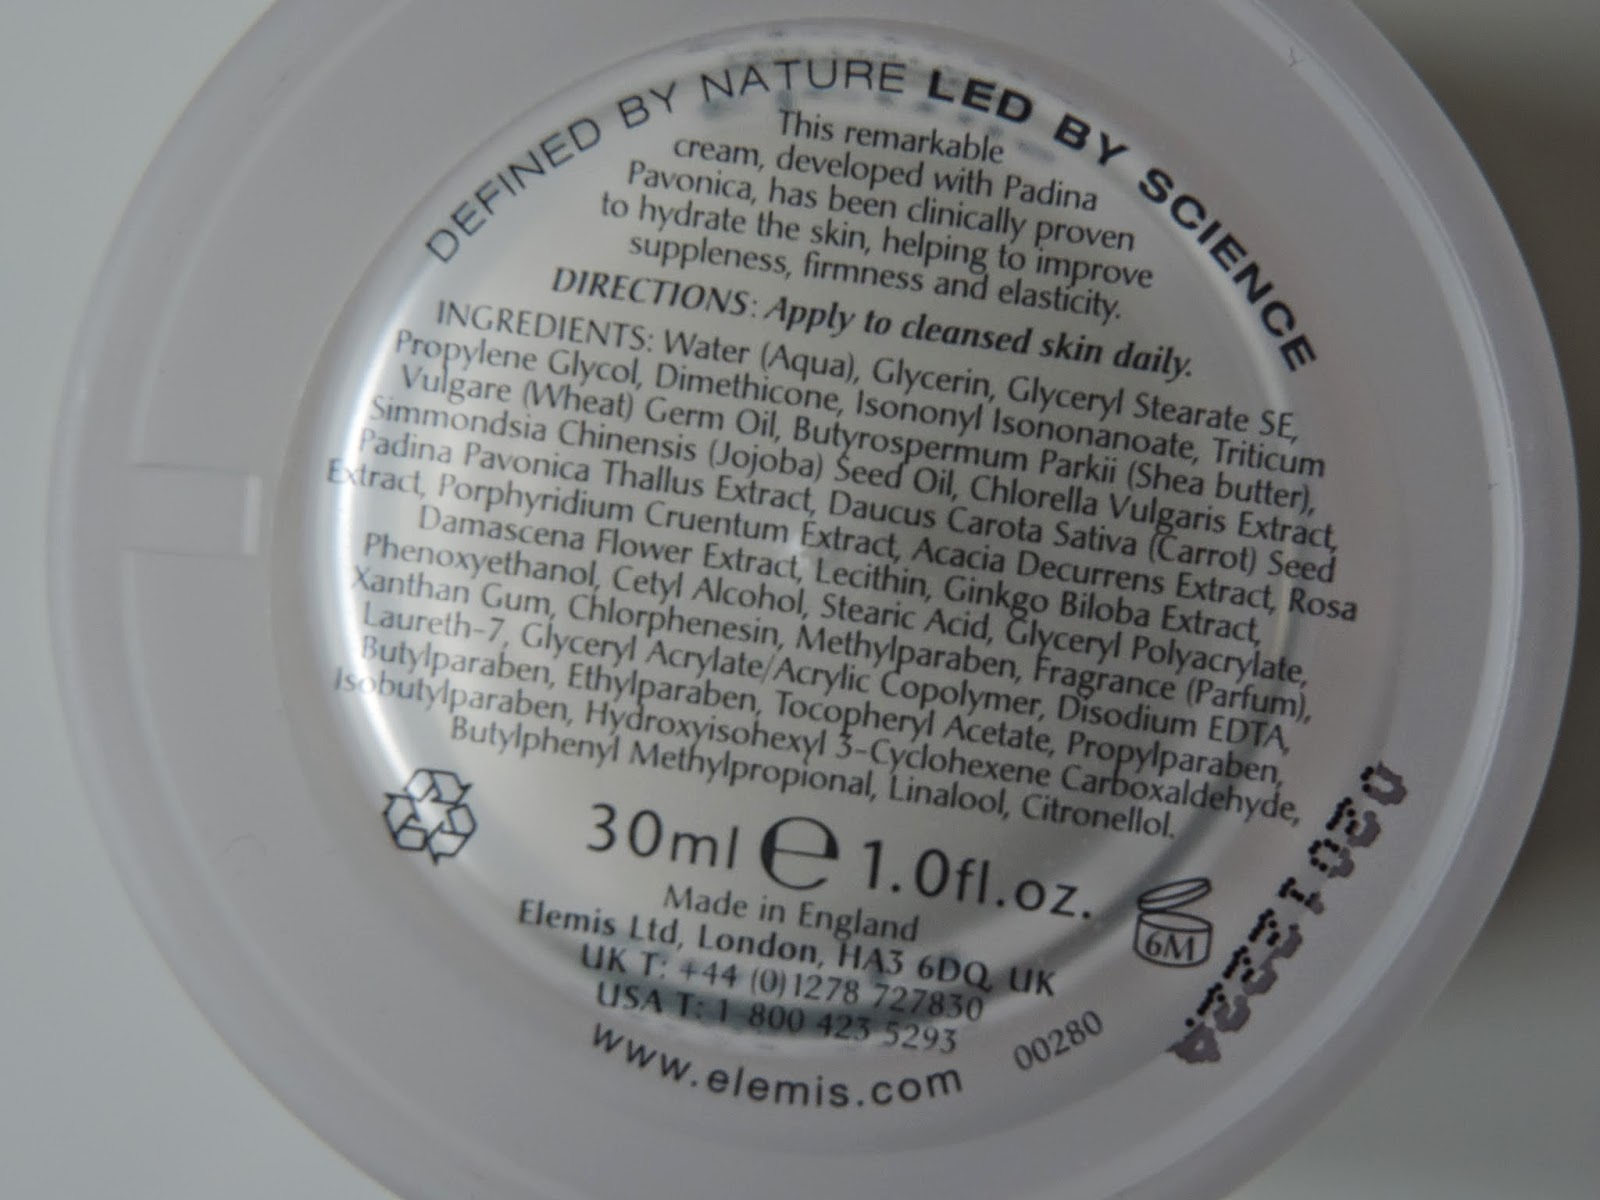 DEFINED BY NATURE LED BY SCIENCE
This remarkable
cream, developed with Padina
Pavonica, has been clinically proven
to hydrate the skin, helping to improve
suppleness, firmness and elasticity.
DIRECTIONS: Apply to cleansed skin daily.
INGREDIENTS: Water (Aqua), Glycerin, Glyceryl Stearate SE,
Propylene Glycol, Dimethicone, Isononyl Isononanoate, Triticum
Vulgare (Wheat) Germ Oil, Butyrospermum Parkii (Shea butter),
Simmondsia Chinensis (Jojoba) Seed Oil, Chlorella Vulgaris Extract,
Padina Pavonica Thallus Extract, Daucus Carota Sativa (Carrot) Seed
Extract, Porphyridium Cruentum Extract, Acacia Decurrens Extract, Rosa
Damascena Flower Extract, Lecithin, Ginkgo Biloba Extract,
Phenoxyethanol, Cetyl Alcohol, Stearic Acid, Glyceryl Polyacrylate,
Xanthan Gum, Chlorphenesin, Methylparaben, Fragrance (Parfum),
Laureth-7, Glyceryl Acrylate/Acrylic Copolymer, Disodium EDTA,
Butylparaben, Ethylparaben, Tocopheryl Acetate, Propylparaben,
Isobutylparaben, Hydroxyisohexyl 3-Cyclohexene Carboxaldehyde,
Butylphenyl Methylpropional, Linalool, Citronellol.
30ml e 1.0fl.oz.
6M
Made in England
Elemis Ltd, London, HA3 6DQ, UK
UK T: +44 (0)1278 727830
USA T: 1 800 423 5293
www.elemis.com
00280